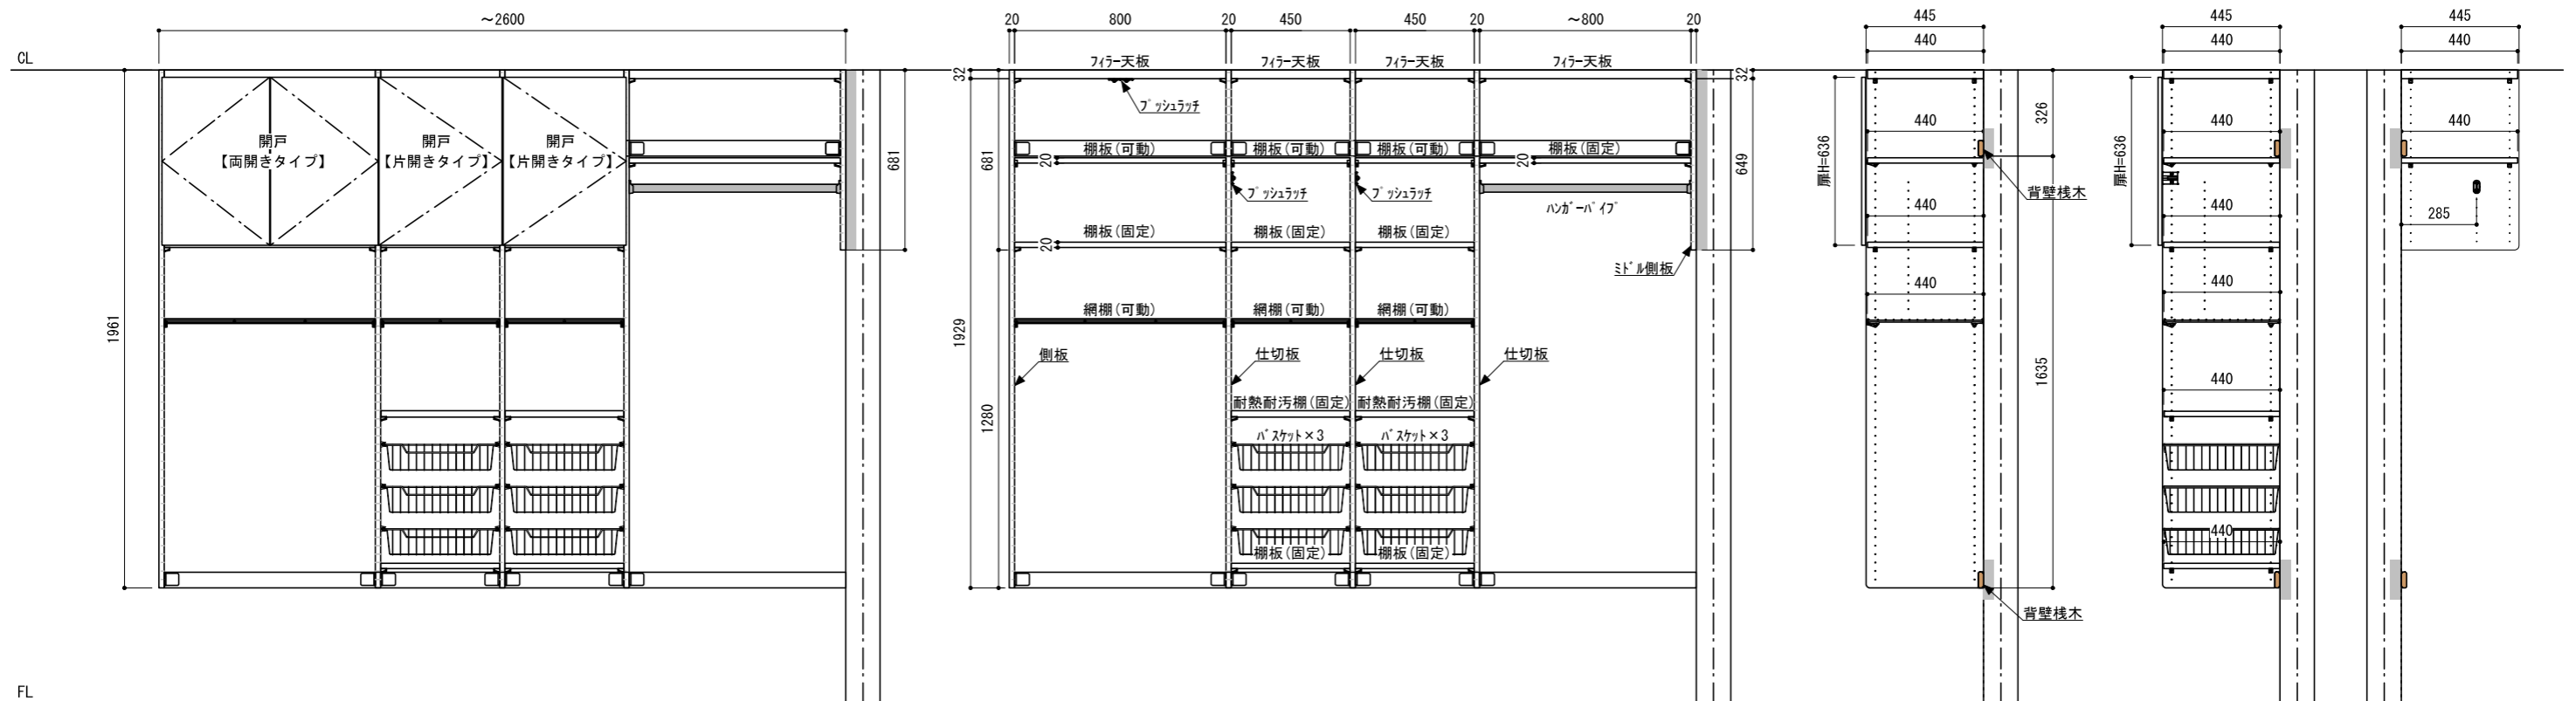 ～2600
20
800
20
450
450
20
～800
20
445
445
445
440
440
440
CL
フィラー天板
フィラー天板
フィラー天板
フィラー天板
32
32
プッシュラッチ
326
開戸
【両開きタイプ】
開戸
【片開きタイプ】
開戸
【片開きタイプ】
440
440
440
棚板(可動)
棚板(可動)
棚板(可動)
棚板(固定)
681
681
20
20
649
扉H=636
扉H=636
プッシュラッチ
プッシュラッチ
背壁桟木
ハンガーパイプ
440
440
285
棚板(固定)
棚板(固定)
棚板(固定)
20
ミドル側板
440
440
網棚(可動)
網棚(可動)
網棚(可動)
1961
1929
側板
仕切板
仕切板
仕切板
1635
440
耐熱耐汚棚(固定)
耐熱耐汚棚(固定)
1280
バスケット×3
バスケット×3
440
棚板(固定)
棚板(固定)
背壁桟木
FL